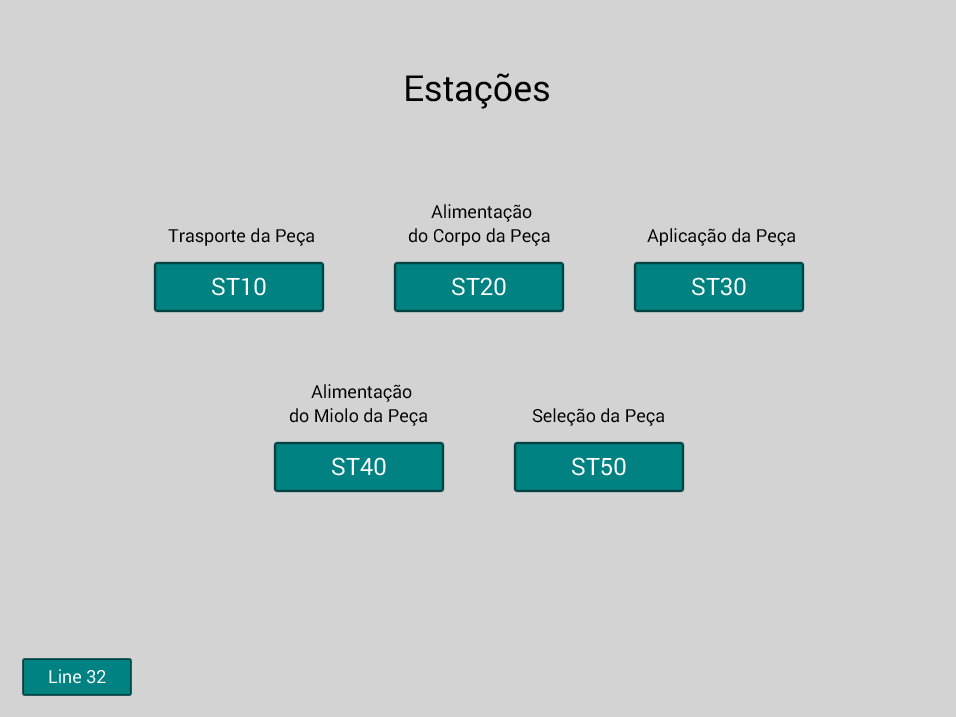 Estações
Trasporte da Peça
Alimentação
do Corpo da Peça
Aplicação da Peça
ST10
ST20
ST30
Alimentação
do Miolo da Peça
Seleção da Peça
ST40
ST50
Line 32